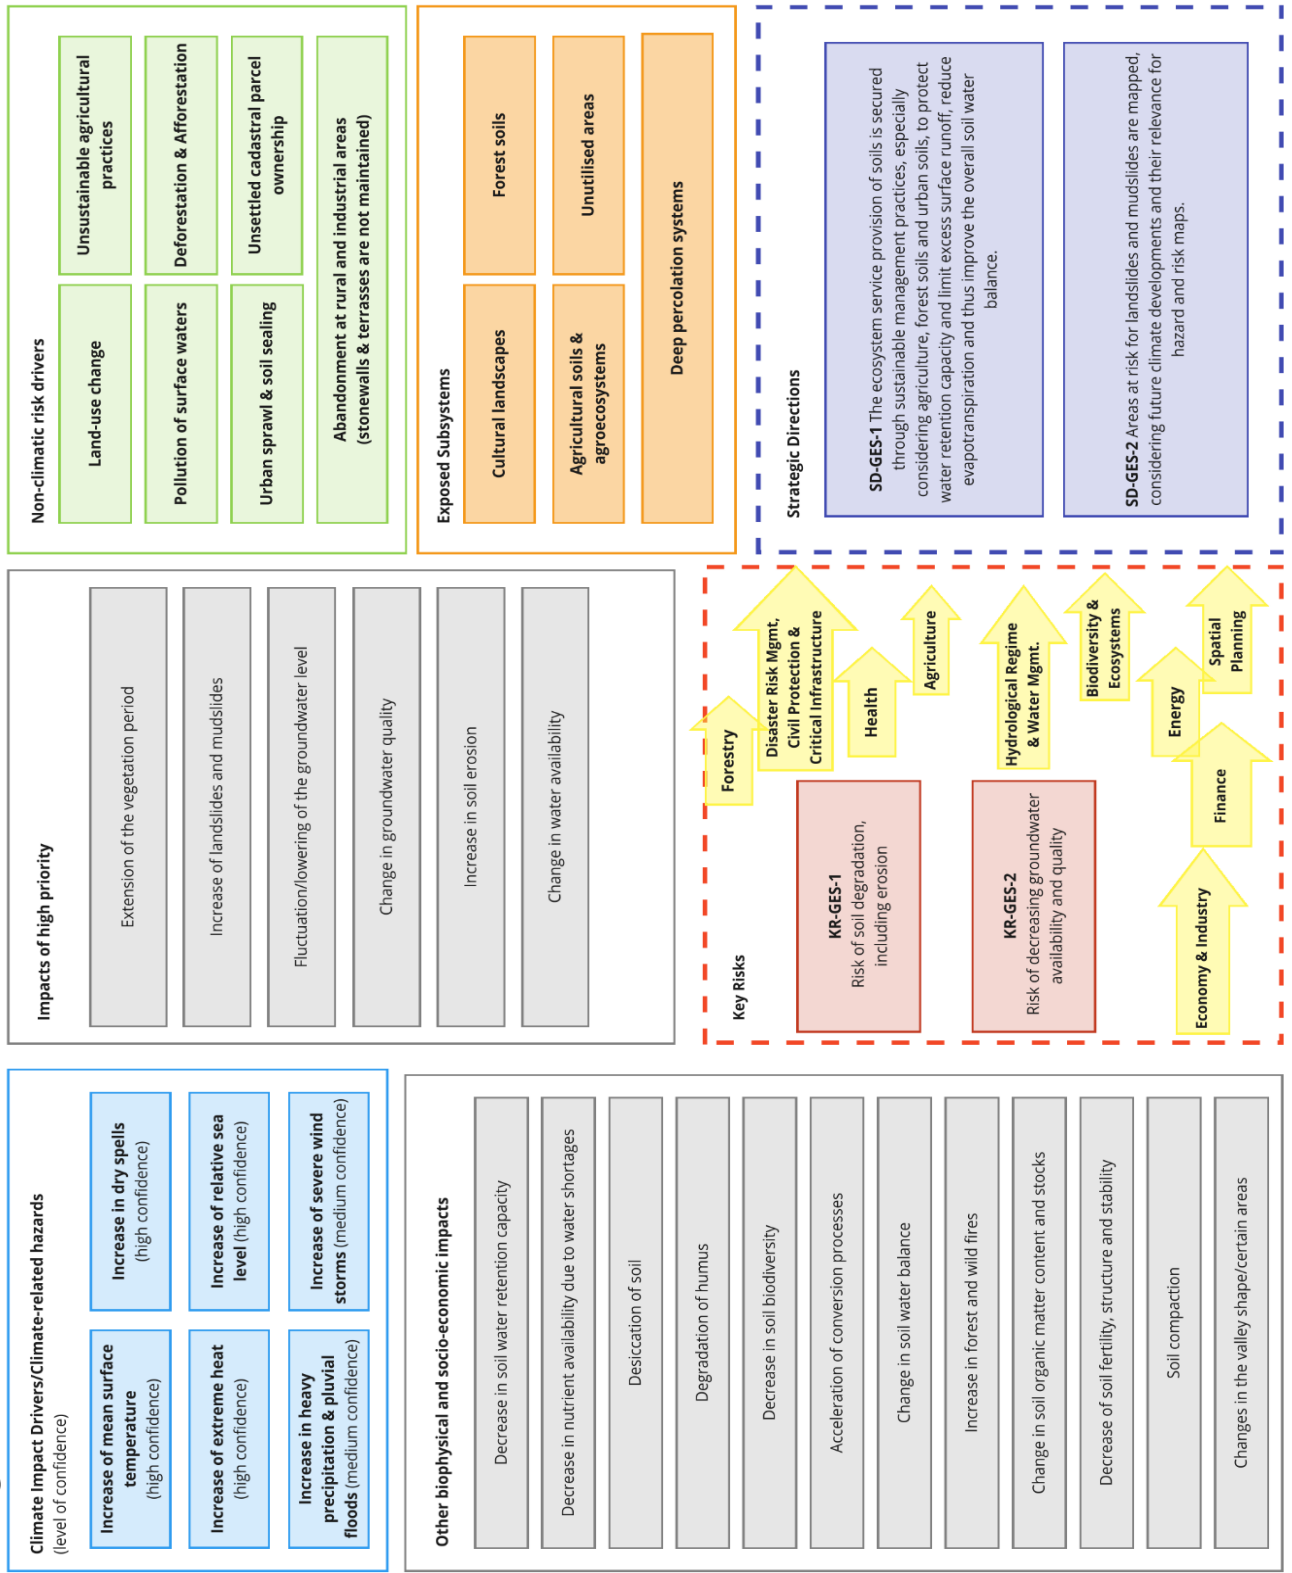 Climate Impact Drivers/Climate-related hazards
(level of confidence)
Increase of mean surface
temperature
(high confidence)
Increase in dry spells
(high confidence)
Increase of extreme heat
(high confidence)
Increase of relative sea
level (high confidence)
Increase in heavy
precipitation & pluvial
floods (medium confidence)
Increase of severe wind
storms (medium confidence)
Other biophysical and socio-economic impacts
Decrease in soil water retention capacity
Decrease in nutrient availability due to water shortages
Desiccation of soil
Degradation of humus
Decrease in soil biodiversity
Acceleration of conversion processes
Change in soil water balance
Increase in forest and wild fires
Change in soil organic matter content and stocks
Decrease of soil fertility, structure and stability
Soil compaction
Changes in the valley shape/certain areas
Impacts of high priority
Extension of the vegetation period
Increase of landslides and mudslides
Fluctuation/lowering of the groundwater level
Change in groundwater quality
Increase in soil erosion
Change in water availability
Key Risks
KR-GES-1
Risk of soil degradation,
including erosion
KR-GES-2
Risk of decreasing groundwater
availability and quality
Forestry
Disaster Risk Mgmt,
Civil Protection &
Critical Infrastructure
Health
Agriculture
Hydrological Regime
& Water Mgmt.
Biodiversity &
Ecosystems
Energy
Spatial
Planning
Finance
Economy & Industry
Non-climatic risk drivers
Land-use change
Unsustainable agricultural
practices
Pollution of surface waters
Deforestation & Afforestation
Urban sprawl & soil sealing
Unsettled cadastral parcel
ownership
Abandonment at rural and industrial areas
(stonewalls & terrasses are not maintained)
Exposed Subsystems
Cultural landscapes
Forest soils
Agricultural soils &
agroecosystems
Unutilised areas
Deep percolation systems
Strategic Directions
SD-GES-1 The ecosystem service provision of soils is secured
through sustainable management practices, especially
considering agriculture, forest soils and urban soils, to protect
water retention capacity and limit excess surface runoff, reduce
evapotranspiration and thus improve the overall soil water
balance.
SD-GES-2 Areas at risk for landslides and mudslides are mapped,
considering future climate developments and their relevance for
hazard and risk maps.